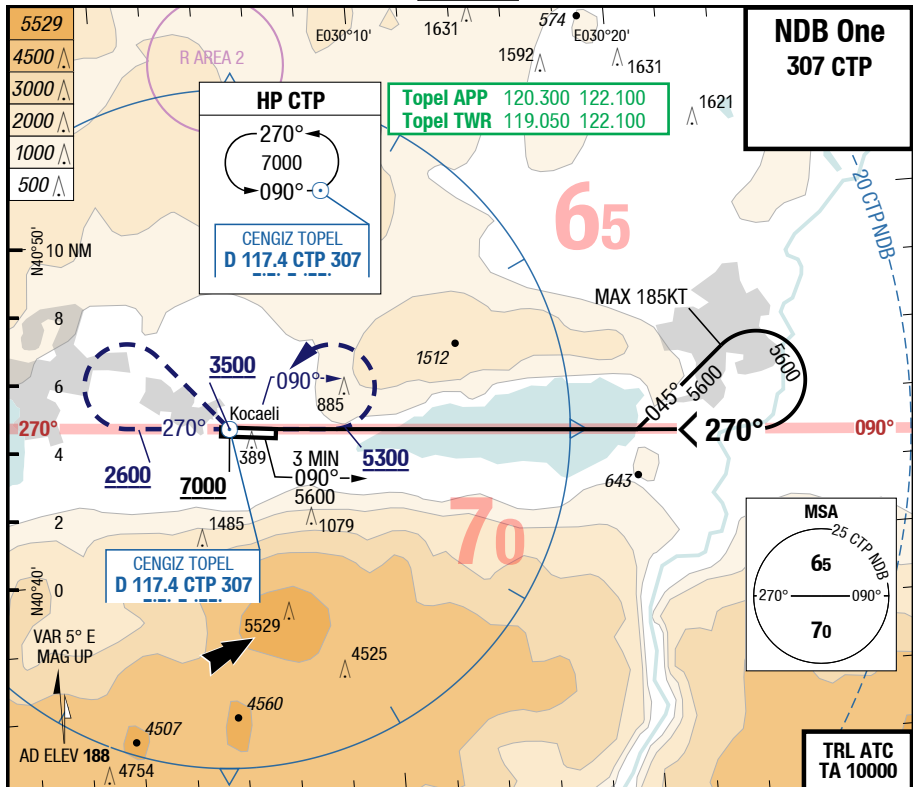 5529
4500
3000
2000
1000
500
R AREA 2
E030°10'
1631
574
E030°20'
1592
1631
1621
NDB One
307 CTP
Topel APP 120.300 122.100
Topel TWR 119.050 122.100
HP CTP
270°
7000
090°
CENGIZ TOPEL
D 117.4 CTP 307
65
20 CTP NDB
N40°50'
10 NM
8
6
4
2
0
N40°40'
MAX 185KT
5600
045°
5600
1512
3500
090°
885
Kocaeli
270°
270°
270°
090°
2600
7000
389
3 MIN
090°
5600
5300
643
1485
1079
70
CENGIZ TOPEL
D 117.4 CTP 307
MSA
25 CTP NDB
65
270°
090°
70
5529
4525
VAR 5° E
MAG UP
4560
4507
AD ELEV 188
4754
TRL ATC
TA 10000